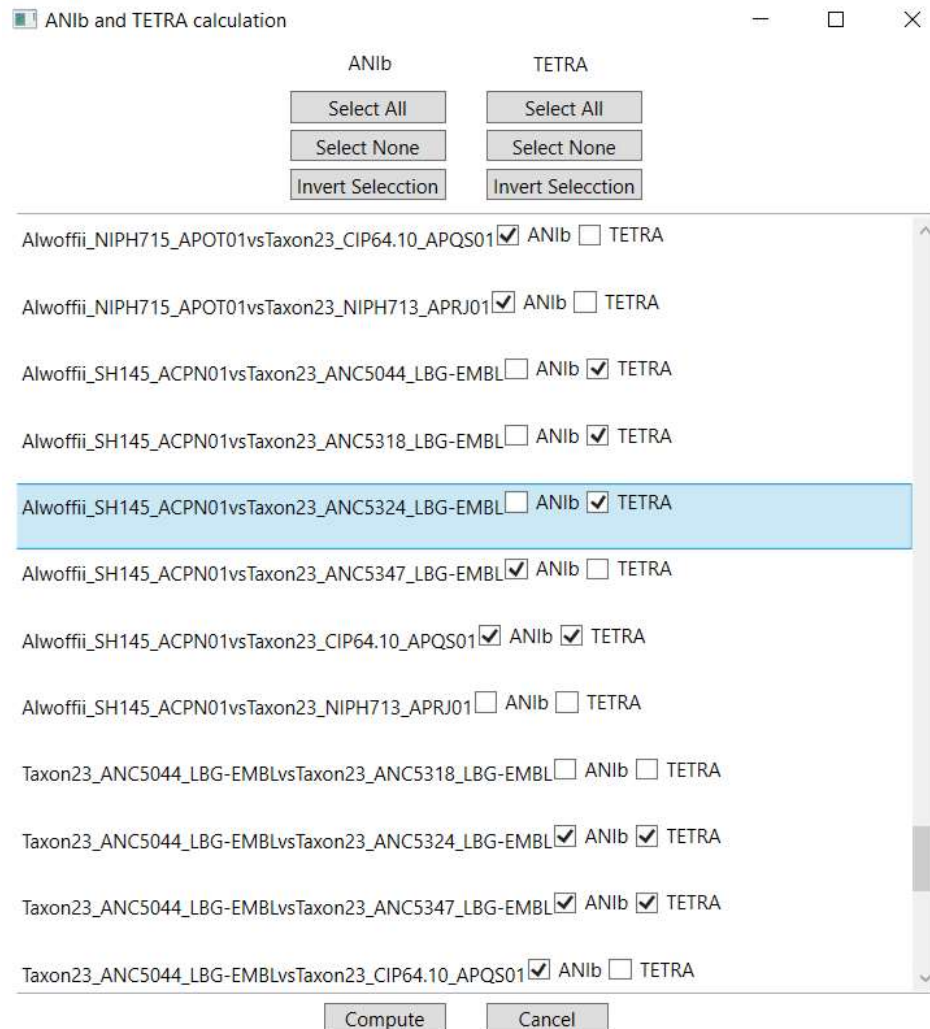 ANIb and TETRA calculation
ANIb TETRA
Select All Select All
Select None Select None
Invert Selecction Invert Selecction
Alwoffii_NIPH715_APOT01vsTaxon23_CIP64.10_APQS01 ANIb TETRA
Alwoffii_NIPH715_APOT01vsTaxon23_NIPH713_APRJ01 ANIb TETRA
Alwoffii_SH145_ACPN01vsTaxon23_ANC5044_LBG-EMBL ANIb TETRA
Alwoffii_SH145_ACPN01vsTaxon23_ANC5318_LBG-EMBL ANIb TETRA
Alwoffii_SH145_ACPN01vsTaxon23_ANC5324_LBG-EMBL ANIb TETRA
Alwoffii_SH145_ACPN01vsTaxon23_ANC5347_LBG-EMBL ANIb TETRA
Alwoffii_SH145_ACPN01vsTaxon23_CIP64.10_APQS01 ANIb TETRA
Alwoffii_SH145_ACPN01vsTaxon23_NIPH713_APRJ01 ANIb TETRA
Taxon23_ANC5044_LBG-EMBLvsTaxon23_ANC5318_LBG-EMBL ANIb TETRA
Taxon23_ANC5044_LBG-EMBLvsTaxon23_ANC5324_LBG-EMBL ANIb TETRA
Taxon23_ANC5044_LBG-EMBLvsTaxon23_ANC5347_LBG-EMBL ANIb TETRA
Taxon23_ANC5044_LBG-EMBLvsTaxon23_CIP64.10_APQS01 ANIb TETRA
Compute Cancel